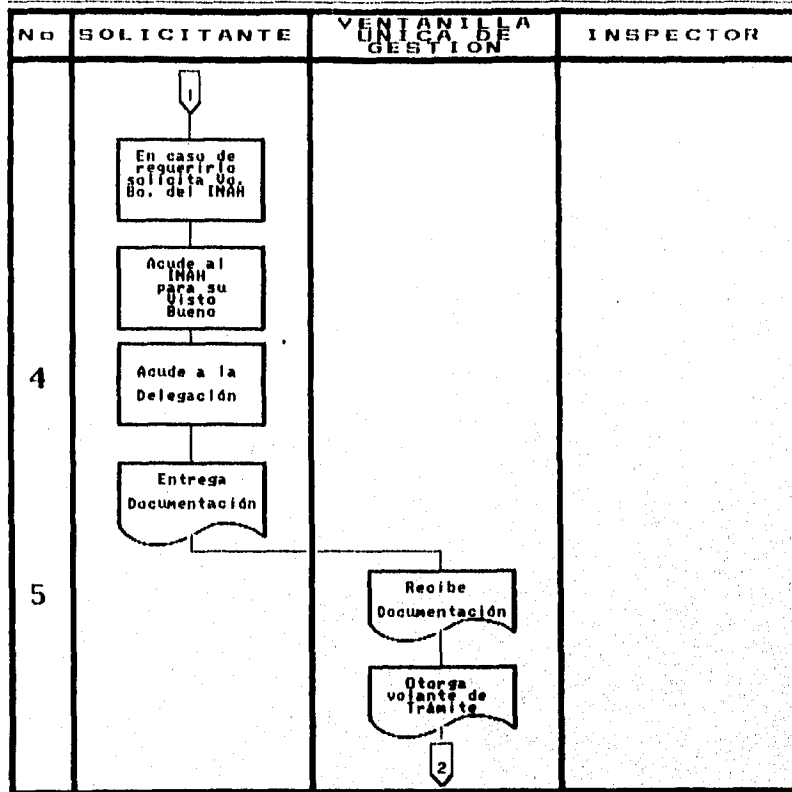 No
SOLICITANTE
VENTANILLA
UNICA DE
GESTION
INSPECTOR
1
En caso de
requerirlo
solicita Vo.
Bo. del INAH
Acude al
INAH
para su
Visto
Bueno
4
Acude a la
Delegación
Entrega
Documentación
5
Recibe
Documentación
Otorga
volante de
Trámite
2